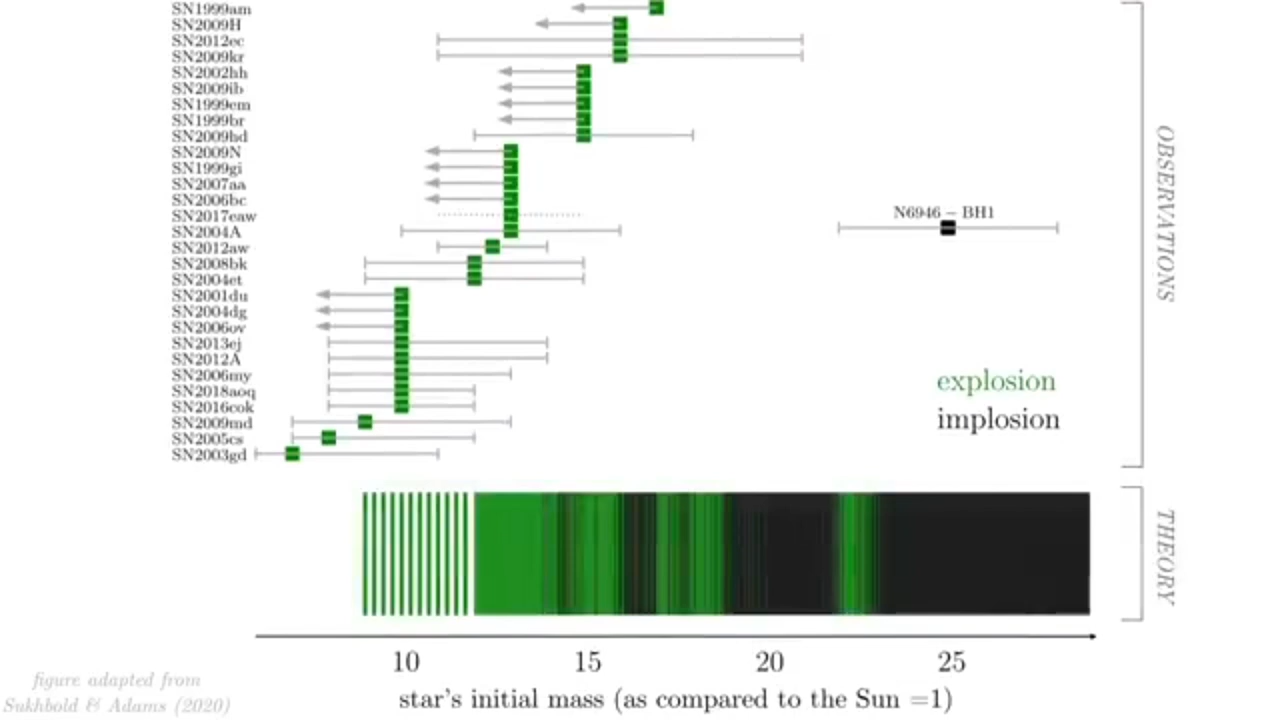 SN1999am
SN2009H
SN2012ec
SN2009kr
SN2002hh
SN2009ib
SN1999em
SN1999br
SN2009hd
SN2009N
SN1999gi
SN2007aa
SN2006bc
SN2017eaw
N6946 – BH1
SN2004A
SN2012aw
SN2008bk
SN2004et
SN2001du
SN2004dg
SN2006ov
SN2013ej
SN2012A
SN2006my
SN2018aoq
SN2016cok
SN2009md
SN2005cs
SN2003gd
OBSERVATIONS
explosion
implosion
THEORY
10 15 20 25
star's initial mass (as compared to the Sun =1)
figure adapted from
Sukhbold & Adams (2020)